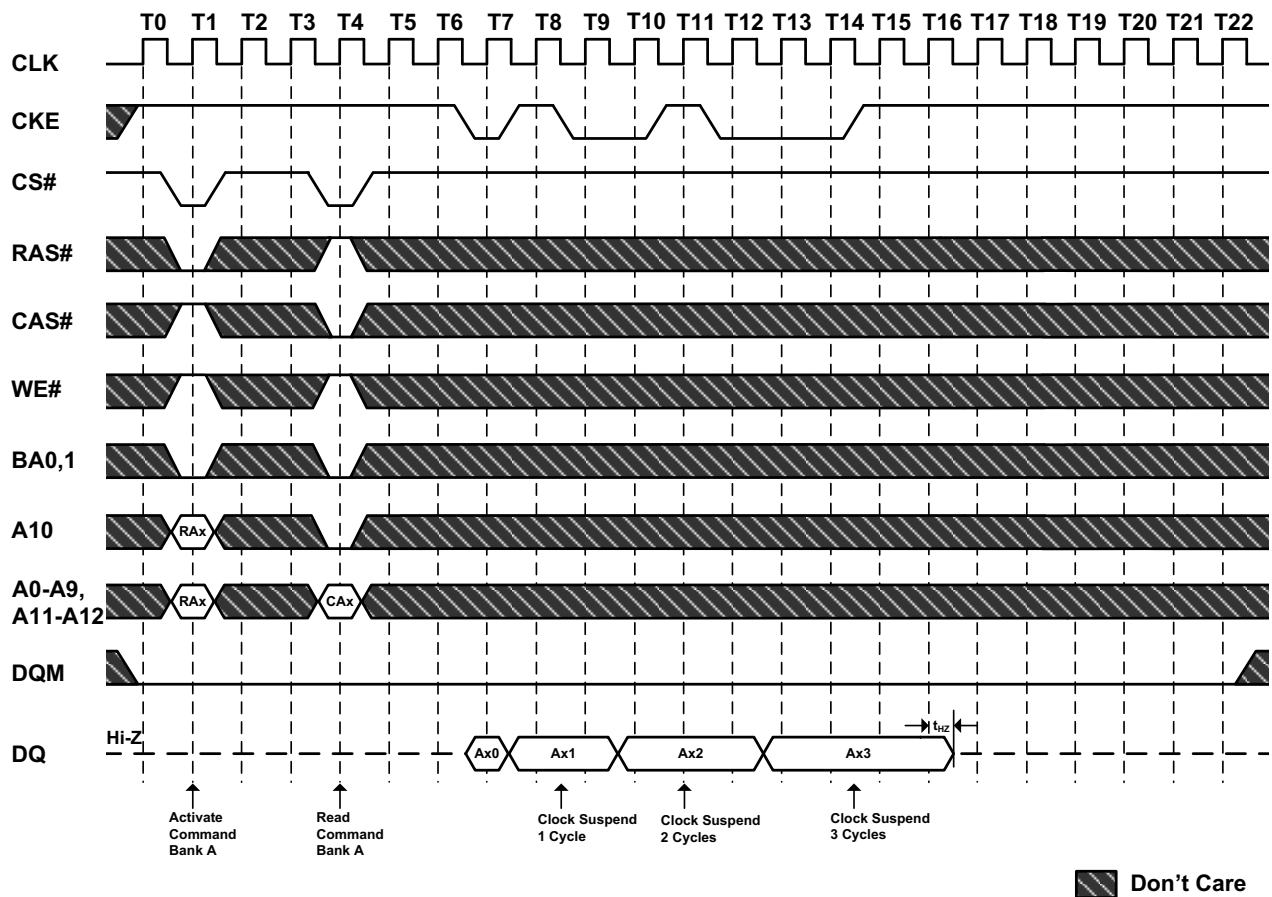 T0 T1 T2 T3 T4 T5 T6 T7 T8 T9 T10 T11 T12 T13 T14 T15 T16 T17 T18 T19 T20 T21 T22
CLK
CKE
CS#
RAS#
CAS#
WE#
BA0,1
A10
RAx
A0-A9,
A11-A12
RAx
CAx
DQM
Hi-Z
tHZ
DQ
Ax0
Ax1
Ax2
Ax3
Activate
Command
Bank A
Read
Command
Bank A
Clock Suspend
1 Cycle
Clock Suspend
2 Cycles
Clock Suspend
3 Cycles
Don't Care